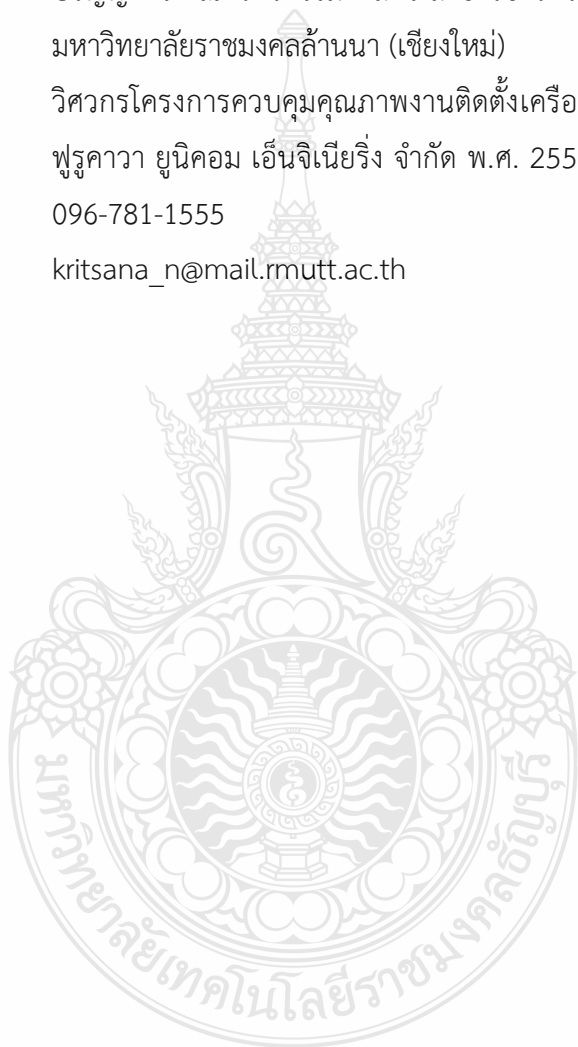 มหาวิทยาลัยราชมงคลล้านนา (เชียงใหม่)
วิศวกรโครงการควบคุมคุณภาพงานติดตั้งเครือ
ฟูรูคาวา ยูนิคอม เอ็นจิเนียริ่ง จำกัด พ.ศ. 255
096-781-1555
kritsana_n@mail.rmutt.ac.th
มหาวิทยาลัยเทคโนโลยีราชมงคลธัญบุรี